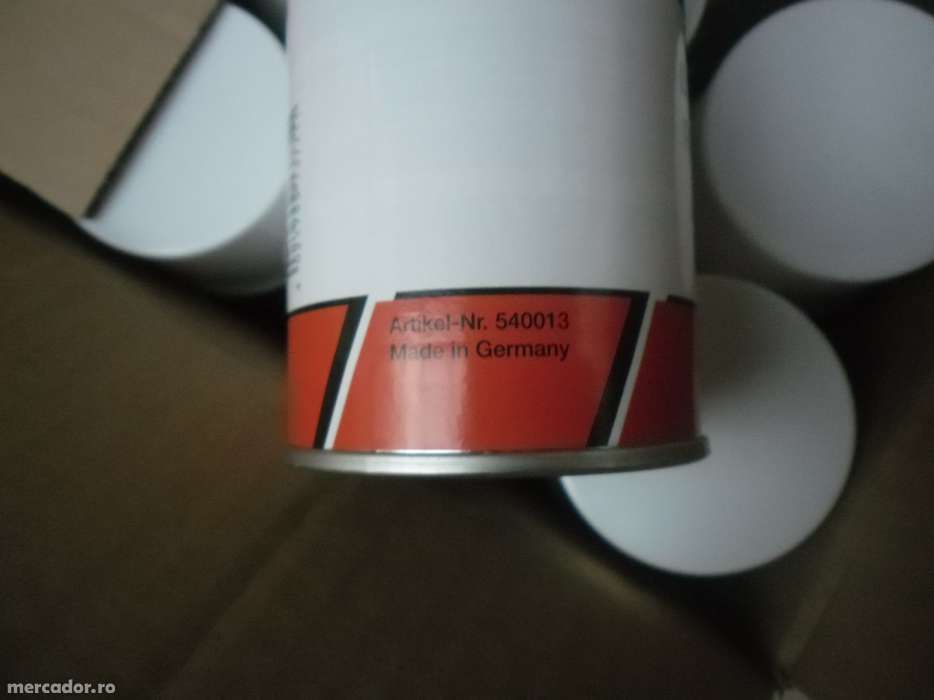 Artikel-Nr. 540013
Made in Germany
mercador.ro